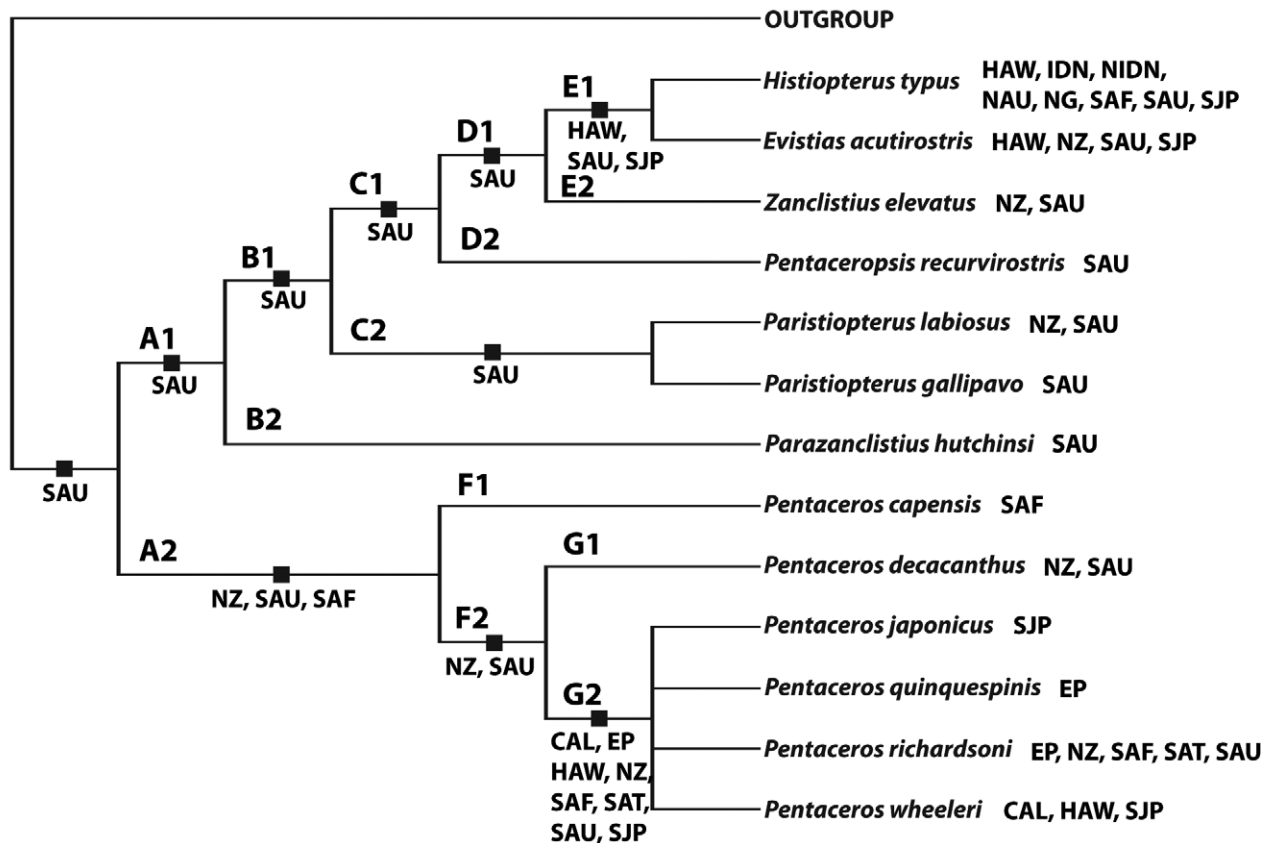 OUTGROUP
Histiopterus typus HAW, IDN, NIDN,
NAU, NG, SAF, SAU, SJP
E1
HAW,
SAU, SJP
Evistias acutirostris HAW, NZ, SAU, SJP
D1
SAU
E2
Zanclistius elevatus NZ, SAU
C1
SAU
D2
Pentaceropsis recurvirostris SAU
B1
SAU
Paristiopterus labiosus NZ, SAU
C2
SAU
A1
SAU
Paristiopterus gallipavo SAU
B2
Parazanclistius hutchinsi SAU
SAU
F1
Pentaceros capensis SAF
A2
NZ, SAU, SAF
G1
Pentaceros decacanthus NZ, SAU
F2
NZ, SAU
Pentaceros japonicus SJP
G2
CAL, EP
HAW, NZ,
SAF, SAT,
SAU, SJP
Pentaceros quinquespinis EP
Pentaceros richardsoni EP, NZ, SAF, SAT, SAU
Pentaceros wheeleri CAL, HAW, SJP